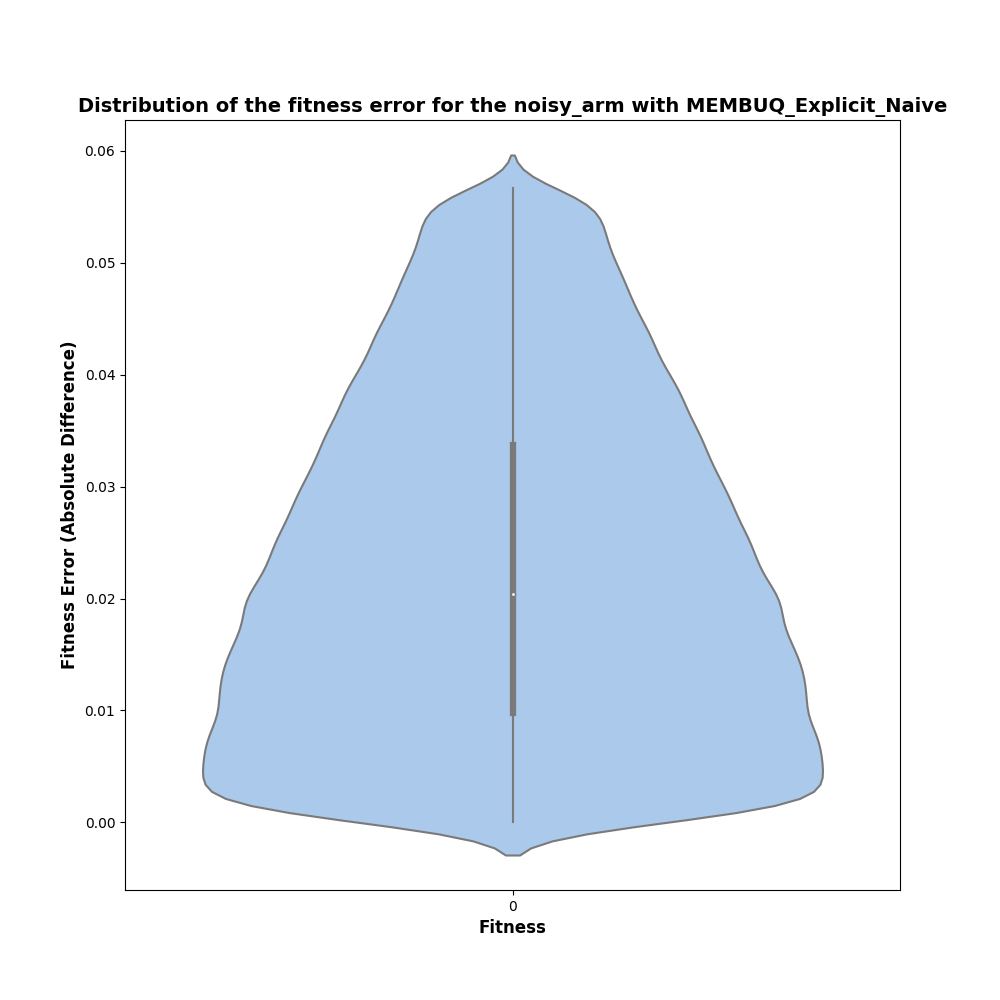 Distribution of the fitness error for the noisy_arm with MEMBUQ_Explicit_Naive
0.06
0.05
0.04
0.03
0.02
0.01
0.00
Fitness Error (Absolute Difference)
0
Fitness